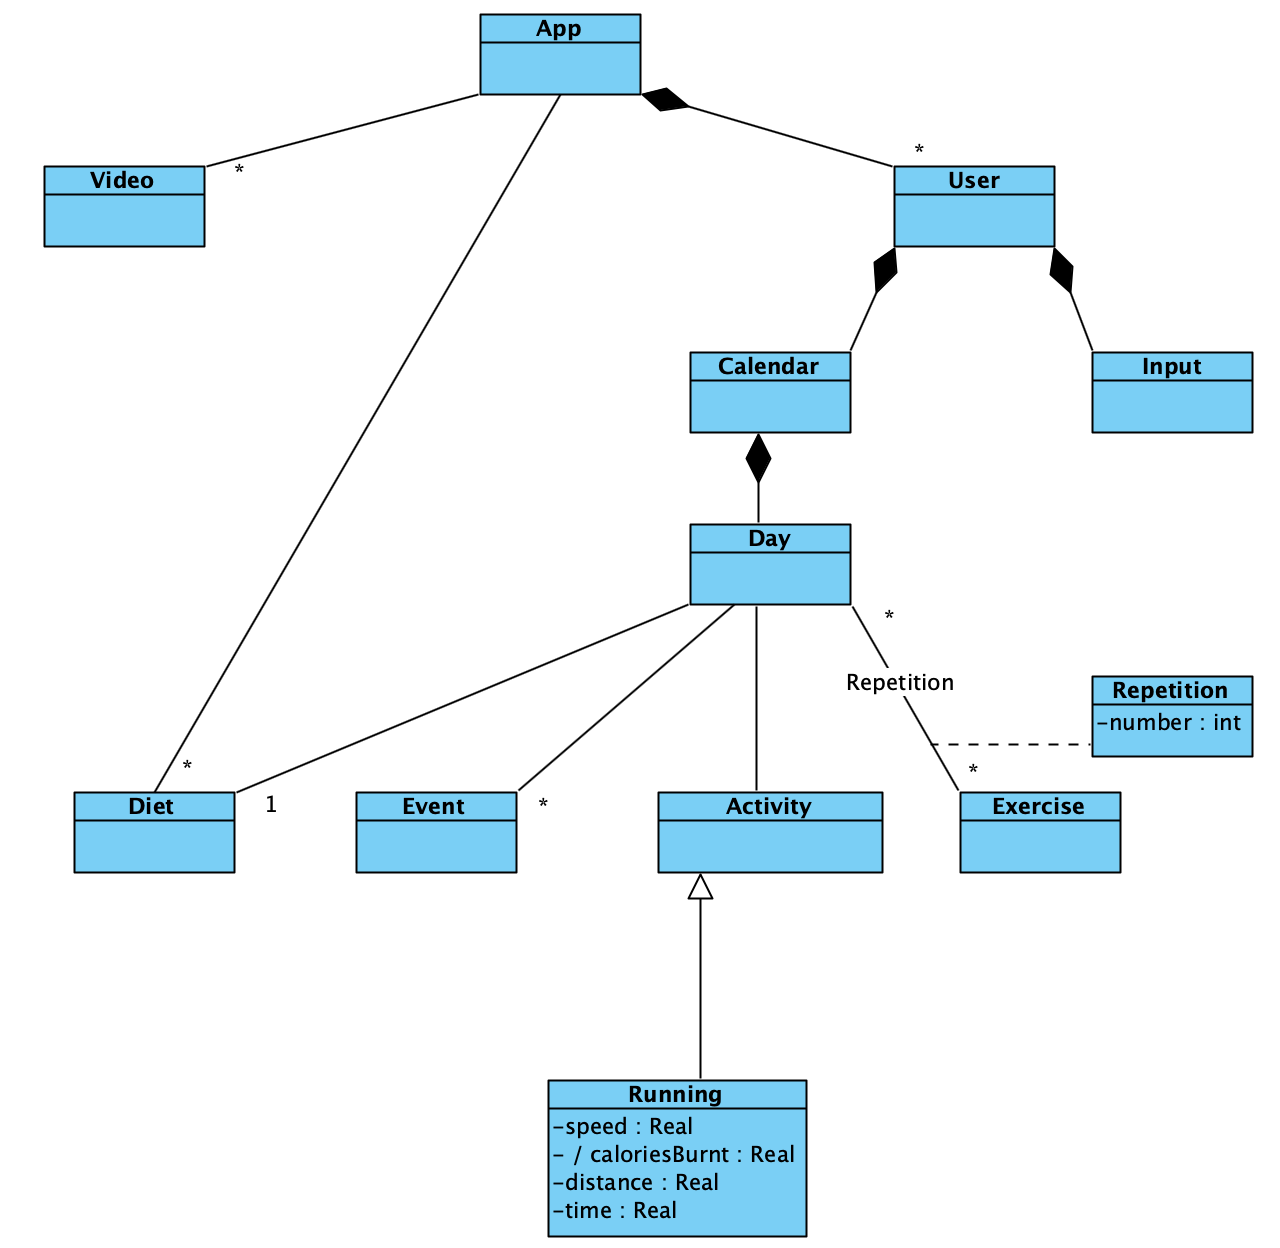 App
*
*
Video
User
Calendar
Input
Day
*
Repetition
Repetition
-number : int
*
*
Diet
1
Event
*
Activity
Exercise
Running
-speed : Real
- / caloriesBurnt : Real
-distance : Real
-time : Real